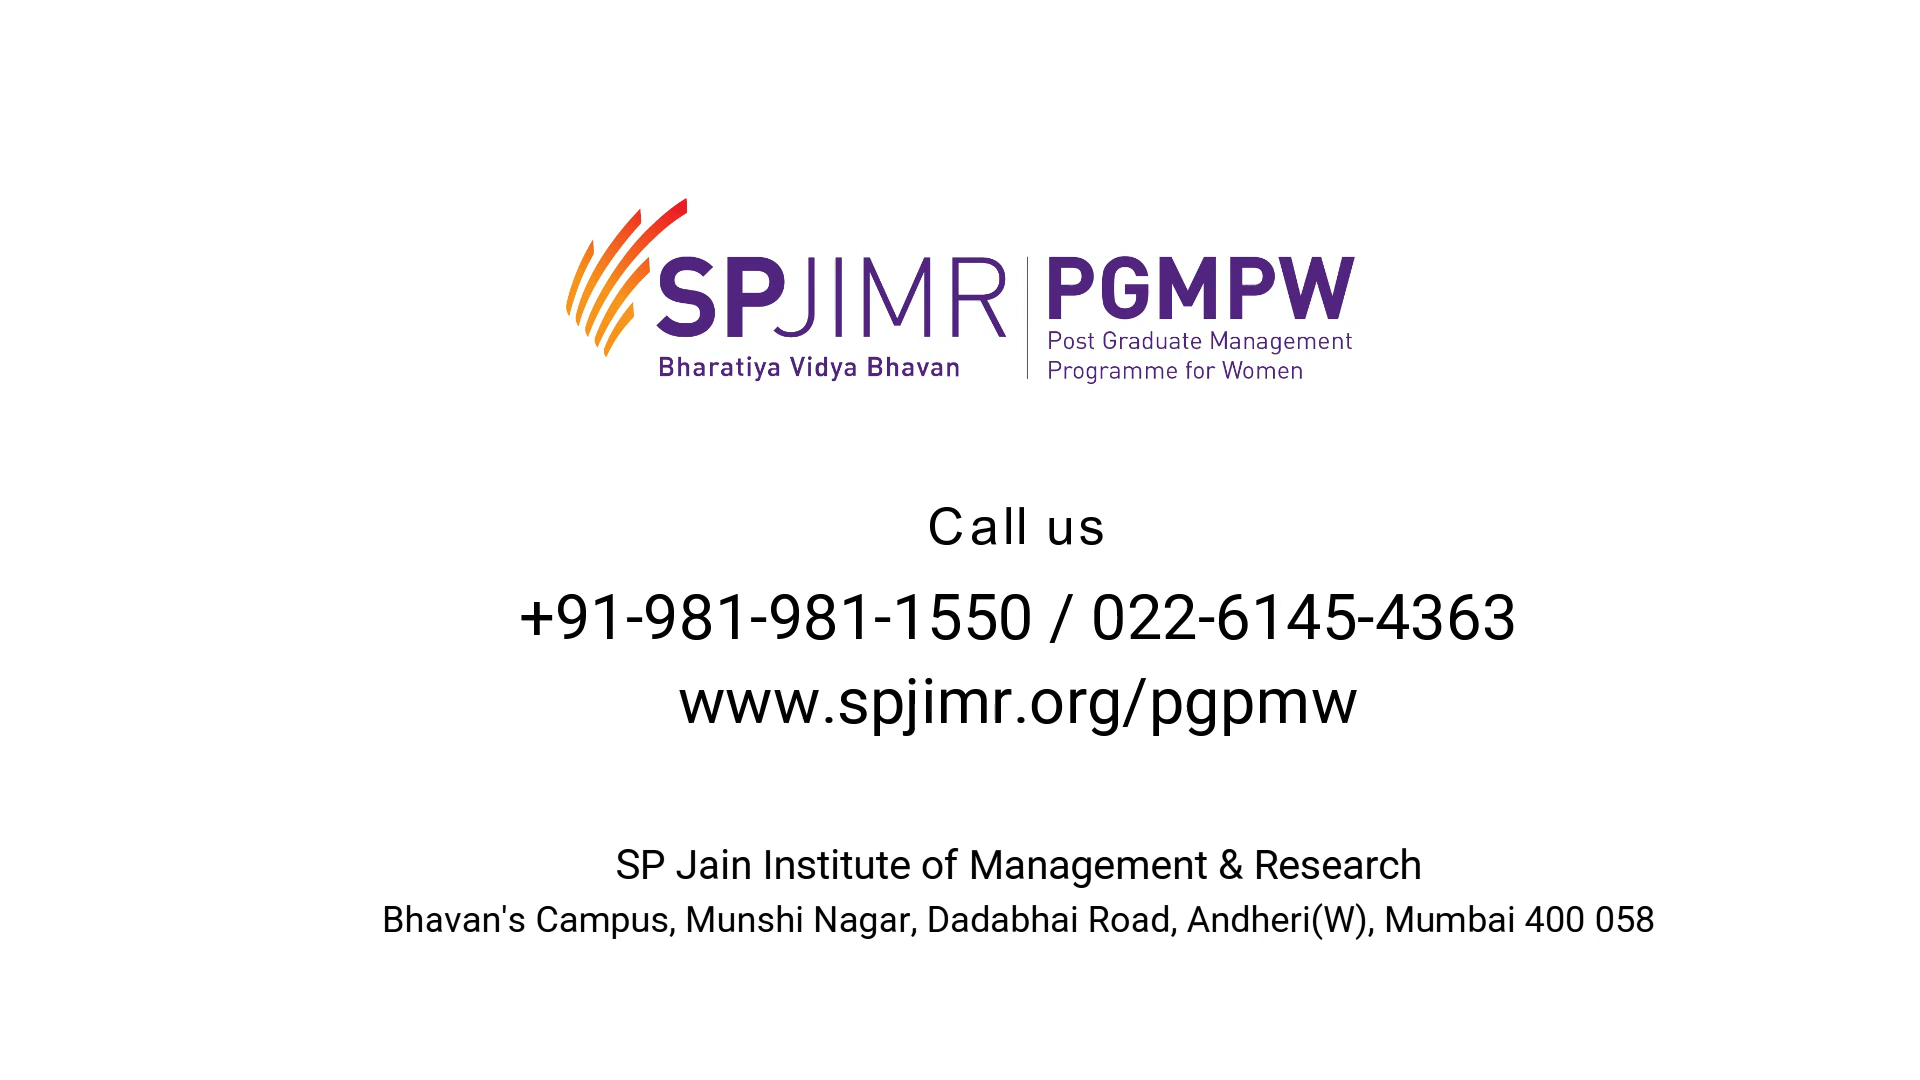 SPJIMR
Bharatiya Vidya Bhavan
PGMPW
Post Graduate Management
Programme for Women
Call us
+91-981-981-1550 / 022-6145-4363
www.spjimr.org/pgpmw
SP Jain Institute of Management & Research
Bhavan's Campus, Munshi Nagar, Dadabhai Road, Andheri(W), Mumbai 400 058